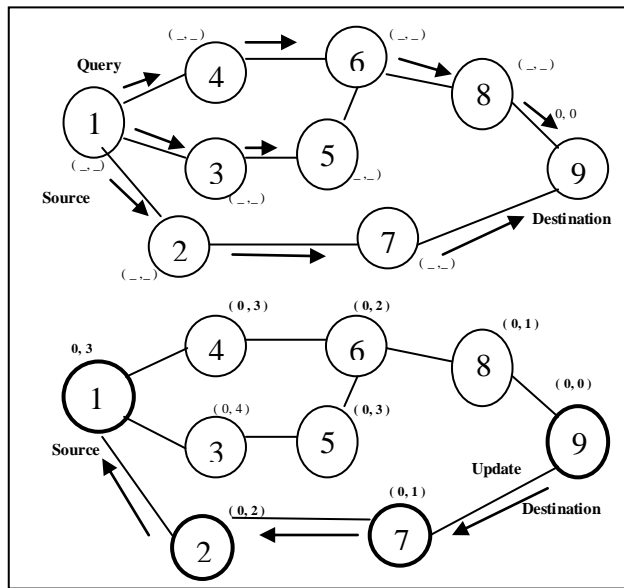 ( _, _)
( _, _)
( _, _)
Query
4
6
8
( _, _)
0, 0
1
3
5
9
( _, _)
( _, _)
( _, _)
Source
Destination
2
7
( _, _)
( _, _)
( 0 , 3 )
( 0, 2)
( 0, 1)
0, 3
4
6
8
( 0, 0)
1
( 0, 4)
( 0, 3)
3
5
9
Source
Update
( 0, 2)
( 0, 1)
Destination
2
7